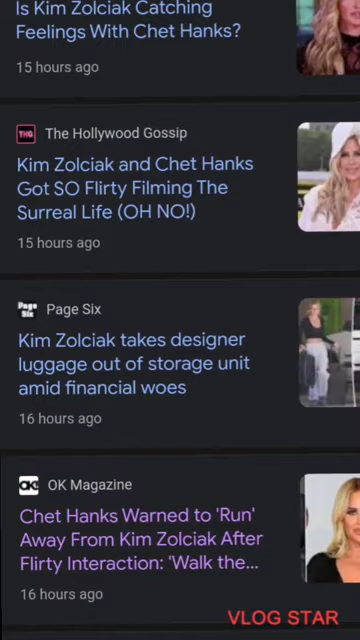 Is Kim Zolciak Catching
Feelings With Chet Hanks?
15 hours ago
THG
The Hollywood Gossip
Kim Zolciak and Chet Hanks
Got SO Flirty Filming The
Surreal Life (OH NO!)
15 hours ago
Page Six
Page Six
Kim Zolciak takes designer
luggage out of storage unit
amid financial woes
16 hours ago
OK!
OK Magazine
Chet Hanks Warned to 'Run'
Away From Kim Zolciak After
Flirty Interaction: 'Walk the...
16 hours ago
VLOG STAR